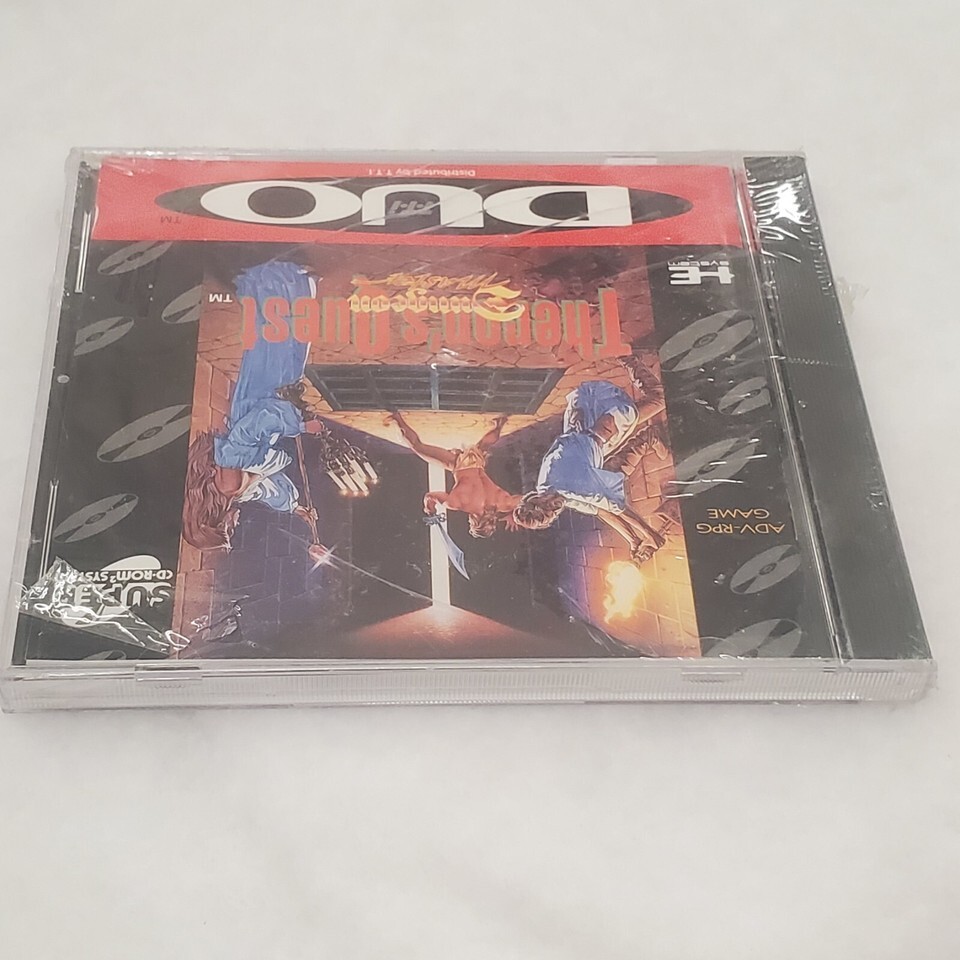 Distributed by T.T.I.
DUO
T.T.I
TM
HE
system
Dungeon
Master
Theron's Quest
TM
ADV-RPG
GAME
SUPER
CD-ROM² SYSTEM